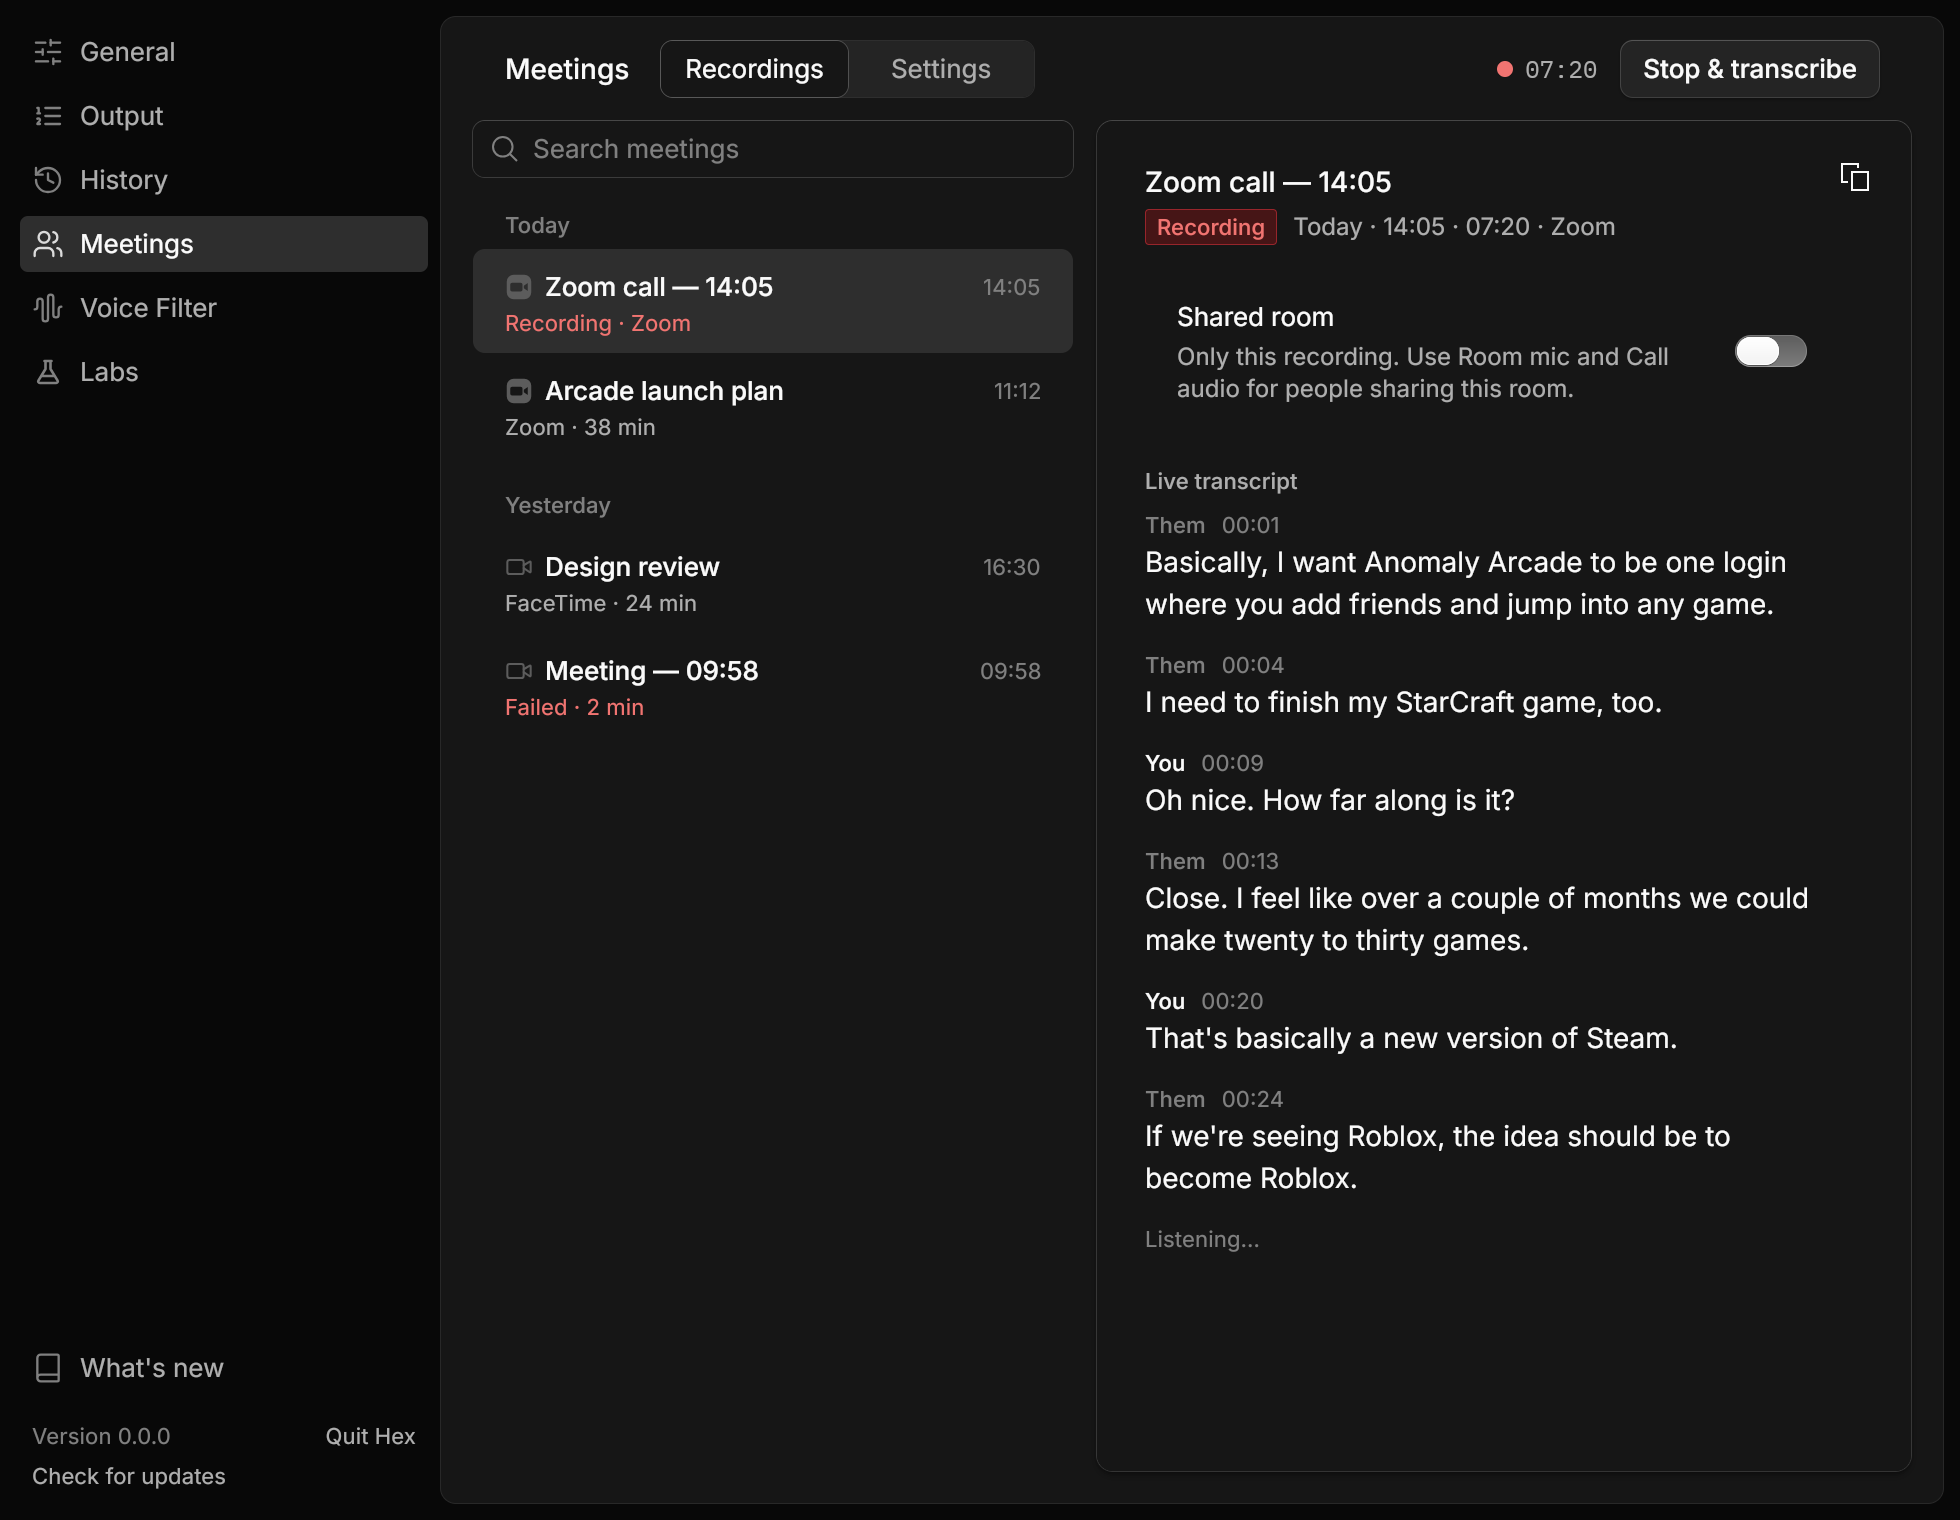 General
Output
History
Meetings
Voice Filter
Labs
What's new
Version 0.0.0
Quit Hex
Check for updates
Meetings
Recordings
Settings
07:20
Stop & transcribe
Search meetings
Today
Zoom call — 14:05
14:05
Recording · Zoom
Arcade launch plan
11:12
Zoom · 38 min
Yesterday
Design review
16:30
FaceTime · 24 min
Meeting — 09:58
09:58
Failed · 2 min
Zoom call — 14:05
Recording
Today · 14:05 · 07:20 · Zoom
Shared room
Only this recording. Use Room mic and Call
audio for people sharing this room.
Live transcript
Them 00:01
Basically, I want Anomaly Arcade to be one login
where you add friends and jump into any game.
Them 00:04
I need to finish my StarCraft game, too.
You 00:09
Oh nice. How far along is it?
Them 00:13
Close. I feel like over a couple of months we could
make twenty to thirty games.
You 00:20
That's basically a new version of Steam.
Them 00:24
If we're seeing Roblox, the idea should be to
become Roblox.
Listening...